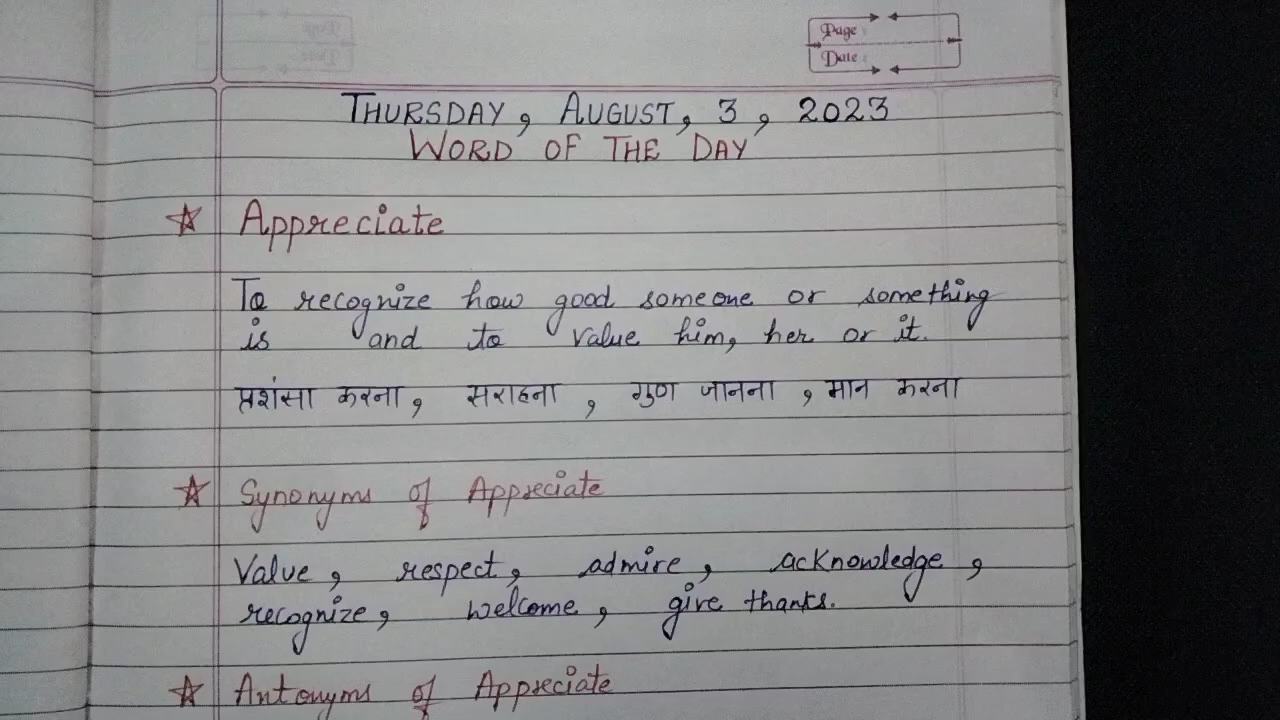 Page
Date
THURSDAY, AUGUST, 3, 2023
WORD OF THE DAY
Appreciate
To recognize how good someone or something
is and to value him, her or it.
प्रशंसा करना, सराहना, गुण जानना, मान करना
Synonyms of Appreciate
Value, respect, admire, acknowledge,
recognize, welcome, give thanks.
Antonyms of Appreciate